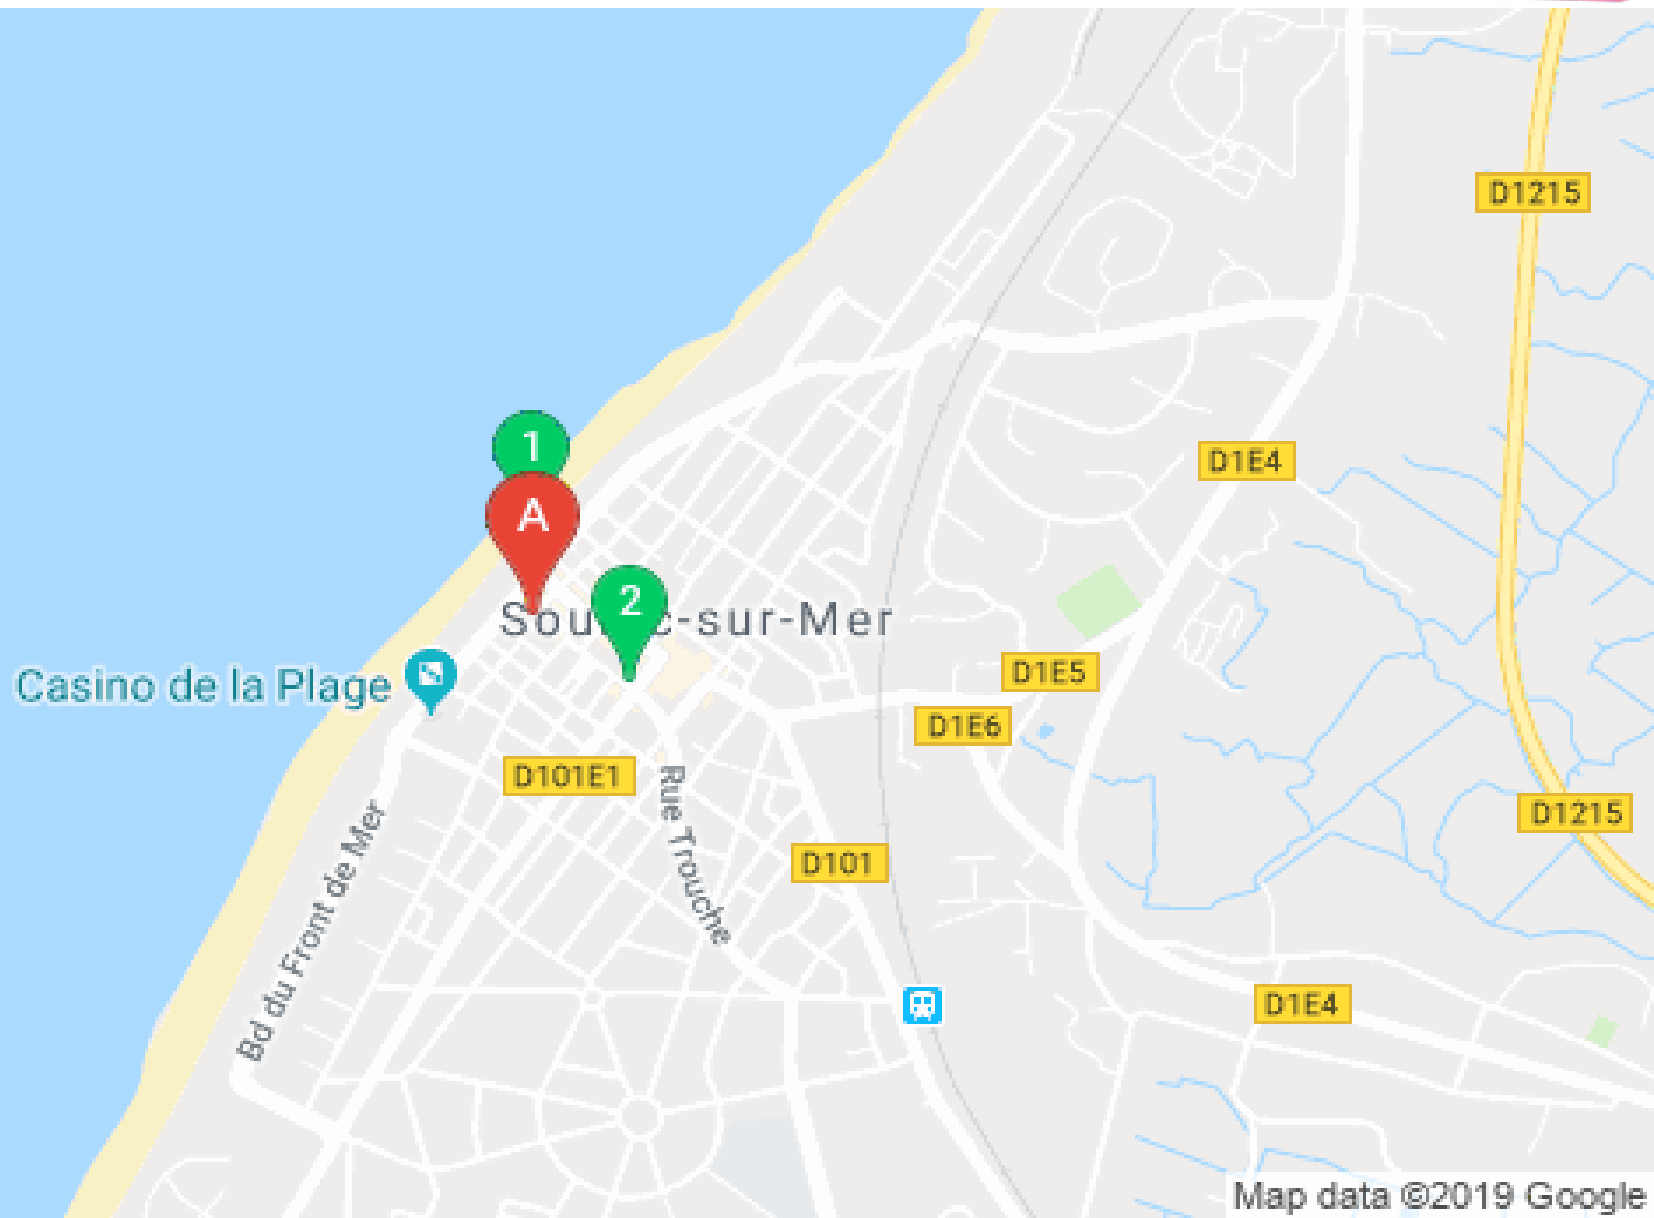 D1215
1
D1E4
A
2
Sou c-sur-Mer
D1E5
Casino de la Plage
D1E6
D101E1
Rue Trouche
D1215
Bd du Front de Mer
D101
D1E4
Map data ©2019 Google